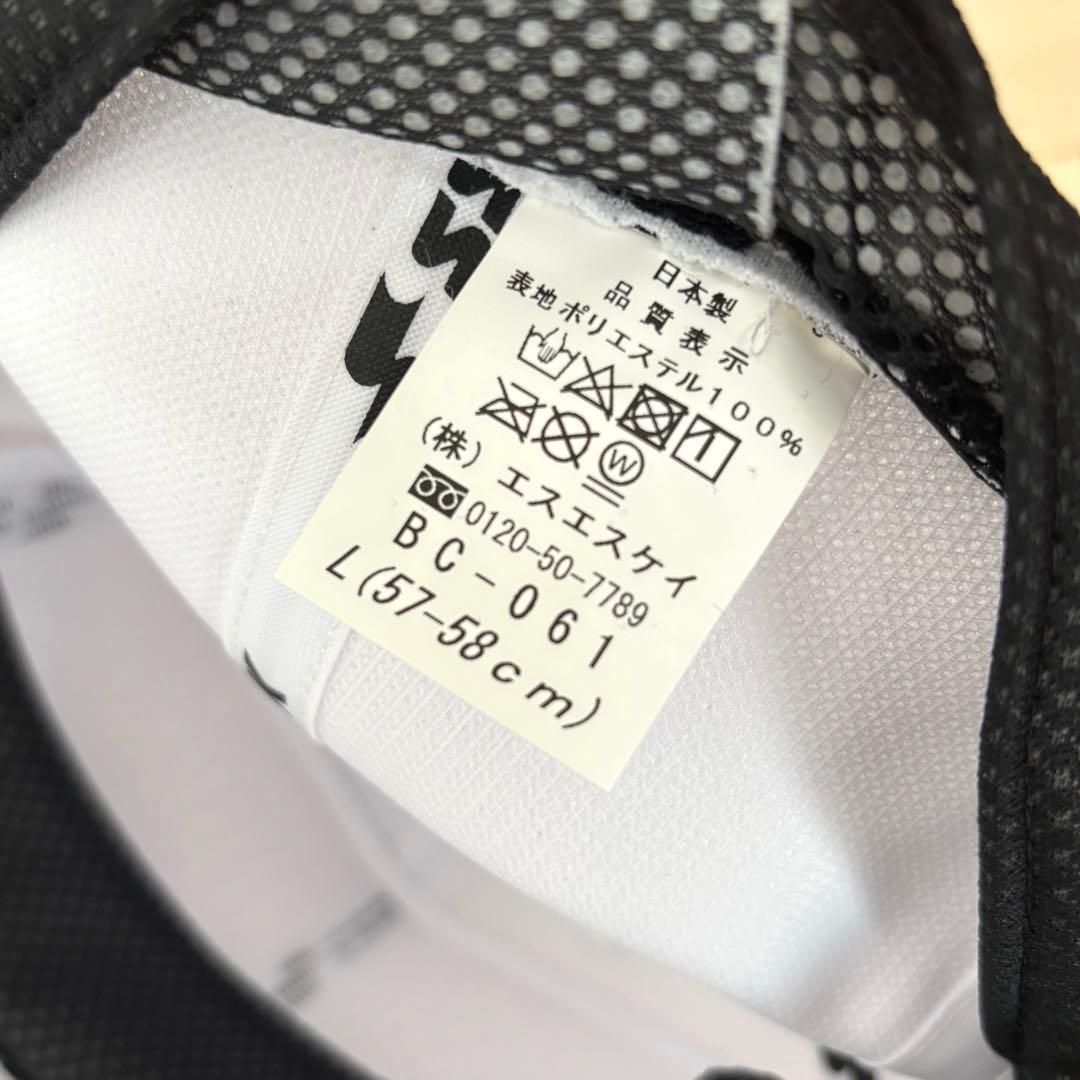 日本製
品質表示
表地ポリエステル100%
W
(株)エスエスケイ
0120-50-7789
BC-061
L(57-58cm)